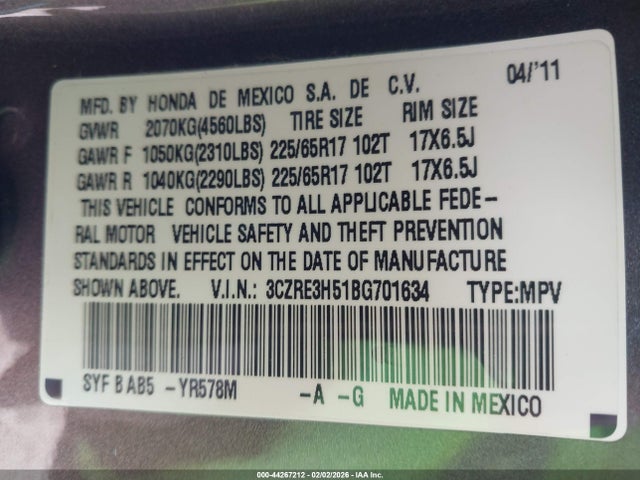 MFD. BY HONDA DE MEXICO S.A. DE C.V. 04/'11
GVWR 2070KG(4560LBS) TIRE SIZE RIM SIZE
GAWR F 1050KG(2310LBS) 225/65R17 102T 17X6.5J
GAWR R 1040KG(2290LBS) 225/65R17 102T 17X6.5J
THIS VEHICLE CONFORMS TO ALL APPLICABLE FEDE-
RAL MOTOR VEHICLE SAFETY AND THEFT PREVENTION
STANDARDS IN EFFECT ON THE DATE OF MANUFACTURE
SHOWN ABOVE. V.I.N.: 3CZRE3H51BG701634 TYPE:MPV
SYF B AB5 -YR578M -A -G MADE IN MEXICO
000-44267212 - 02/02/2026 - IAA Inc.